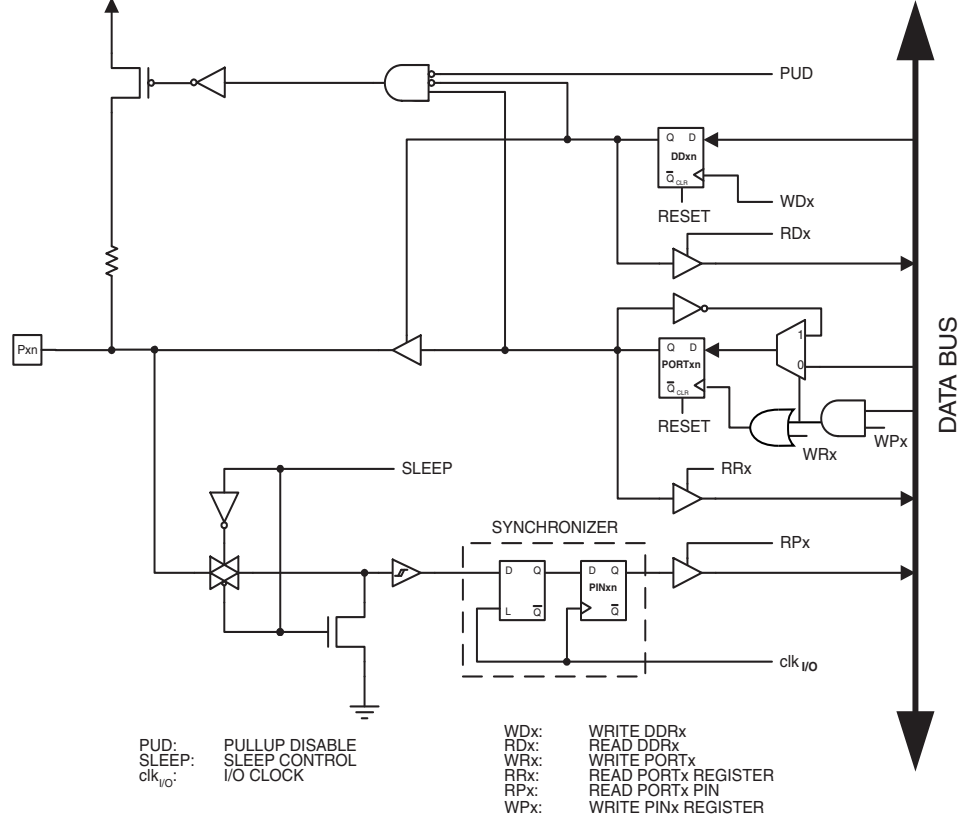 PUD
Q D
DDxn
Q CLR
WDx
RESET
RDx
Pxn
1
Q D
PORTxn
0
Q CLR
RESET
WRx
WPx
DATA BUS
SLEEP
RRx
SYNCHRONIZER
RPx
D Q
D Q
PINxn
L Q
Q
clk I/O
PUD: PULLUP DISABLE
SLEEP: SLEEP CONTROL
clk I/O: I/O CLOCK
WDx: WRITE DDRx
RDx: READ DDRx
WRx: WRITE PORTx
RRx: READ PORTx REGISTER
RPx: READ PORTx PIN
WPx: WRITE PINx REGISTER